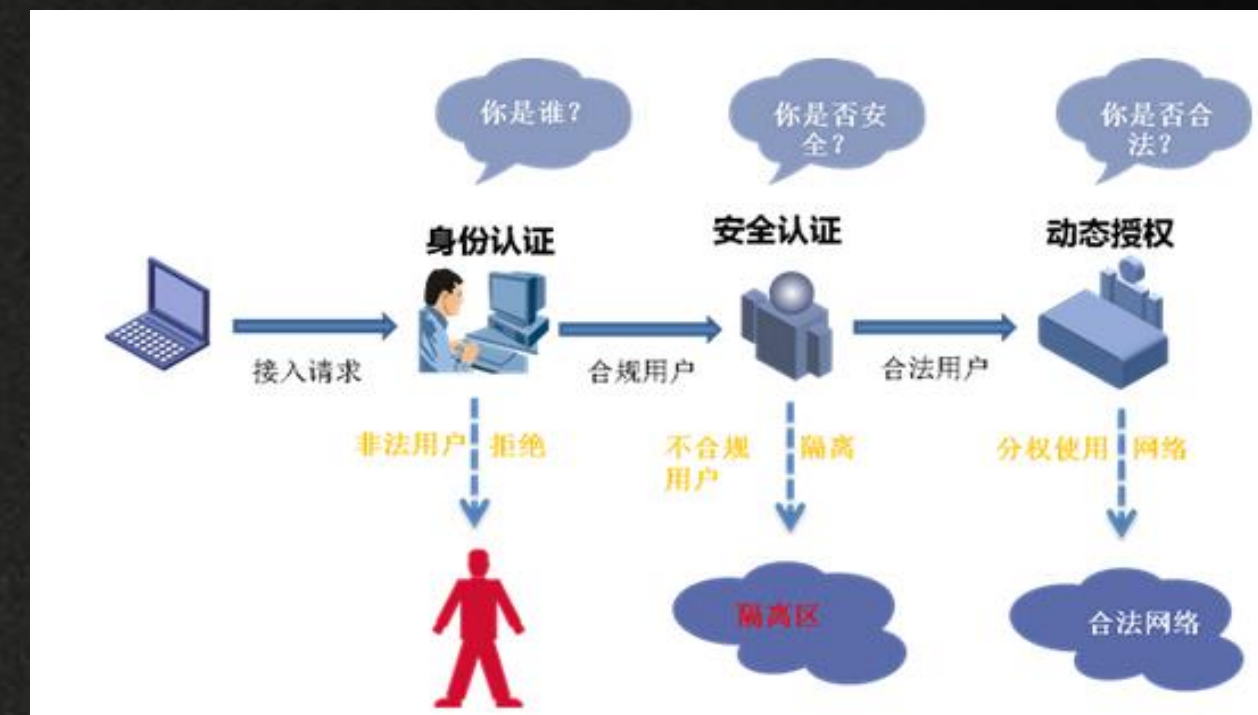 你是谁？
你是否安
全？
你是否合
法？
身份认证
安全认证
动态授权
接入请求
合规用户
合法用户
非法用户 拒绝
不合规
用户
隔离
分权使用 网络
隔离区
合法网络